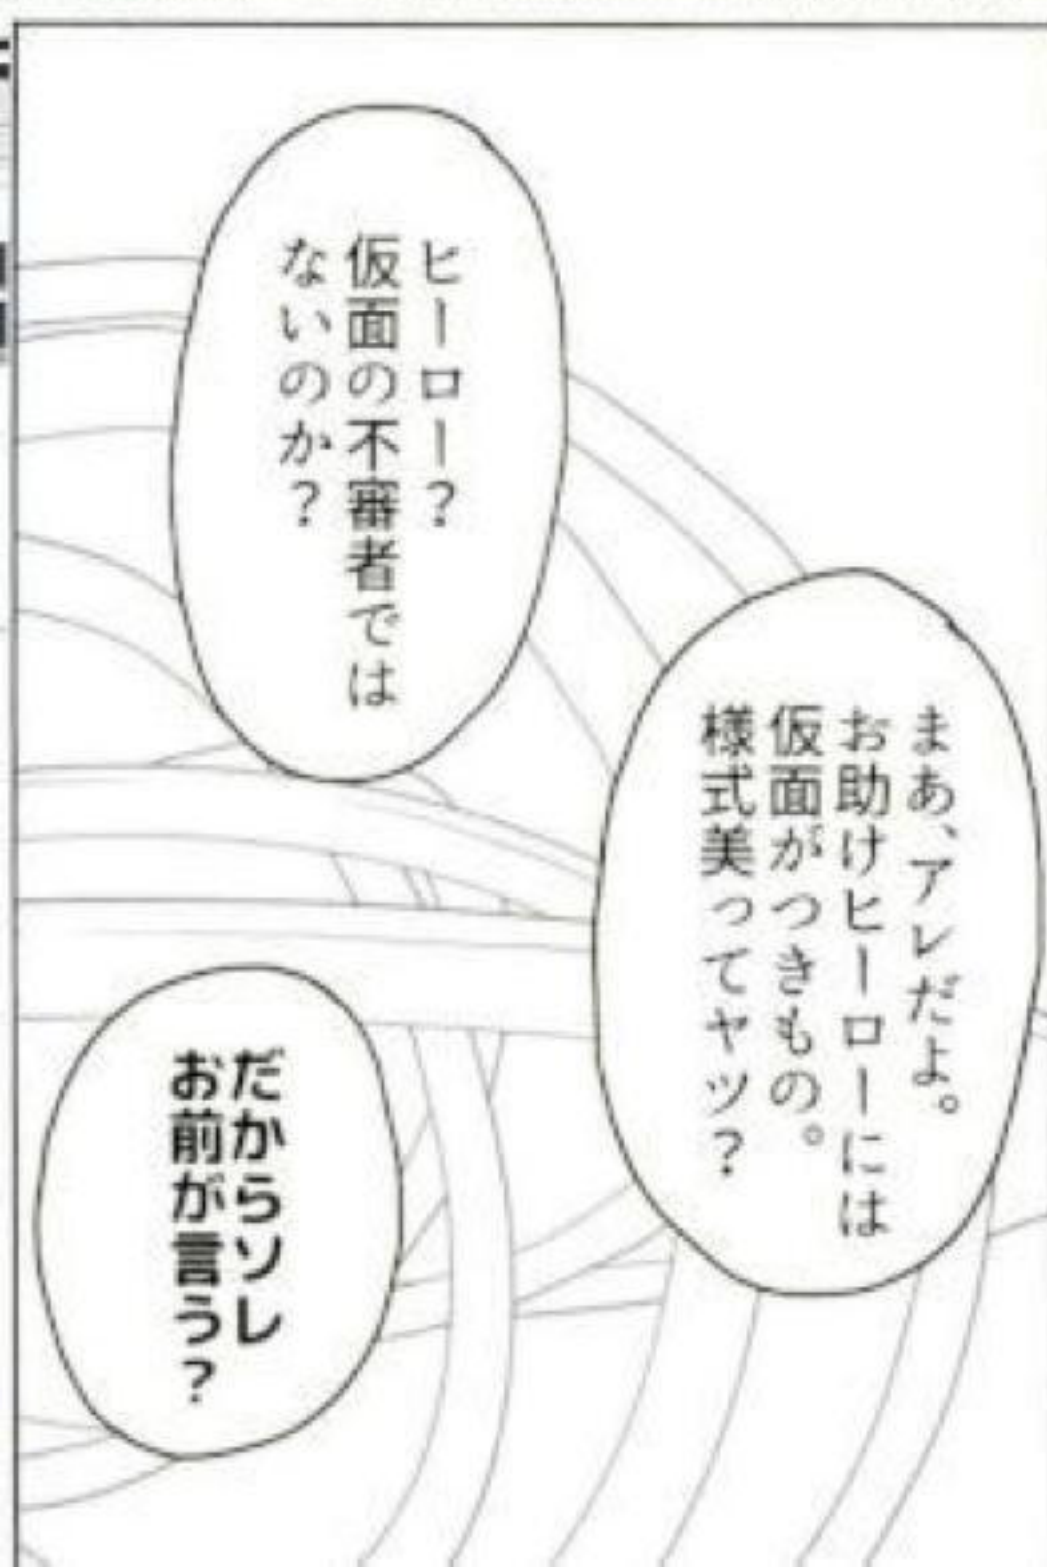 まあ、アレだよ。
お助けヒーローには
仮面がつきもの。
様式美ってヤツ？
ヒーロー？
仮面の不審者では
ないのか？
だからソレ
お前が言う？